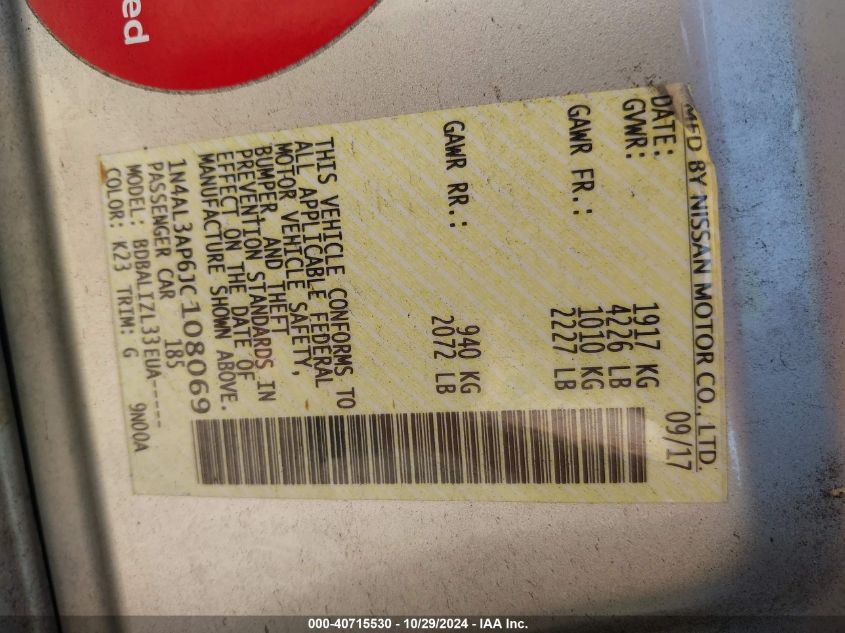 ed
MFD BY NISSAN MOTOR CO., LTD.
DATE: 09/17
GVWR: 1917 KG
4226 LB
GAWR FR.: 1010 KG
2227 LB
GAWR RR.: 940 KG
2072 LB
THIS VEHICLE CONFORMS TO
ALL APPLICABLE FEDERAL
MOTOR VEHICLE SAFETY,
BUMPER, AND THEFT
PREVENTION STANDARDS IN
EFFECT ON THE DATE OF
MANUFACTURE SHOWN ABOVE.
1N4AL3AP6JC108069
PASSENGER CAR 185
MODEL: BDBALIZL33EUA-----
COLOR: K23 TRIM: G 9N00A
000-40715530 - 10/29/2024 - IAA Inc.